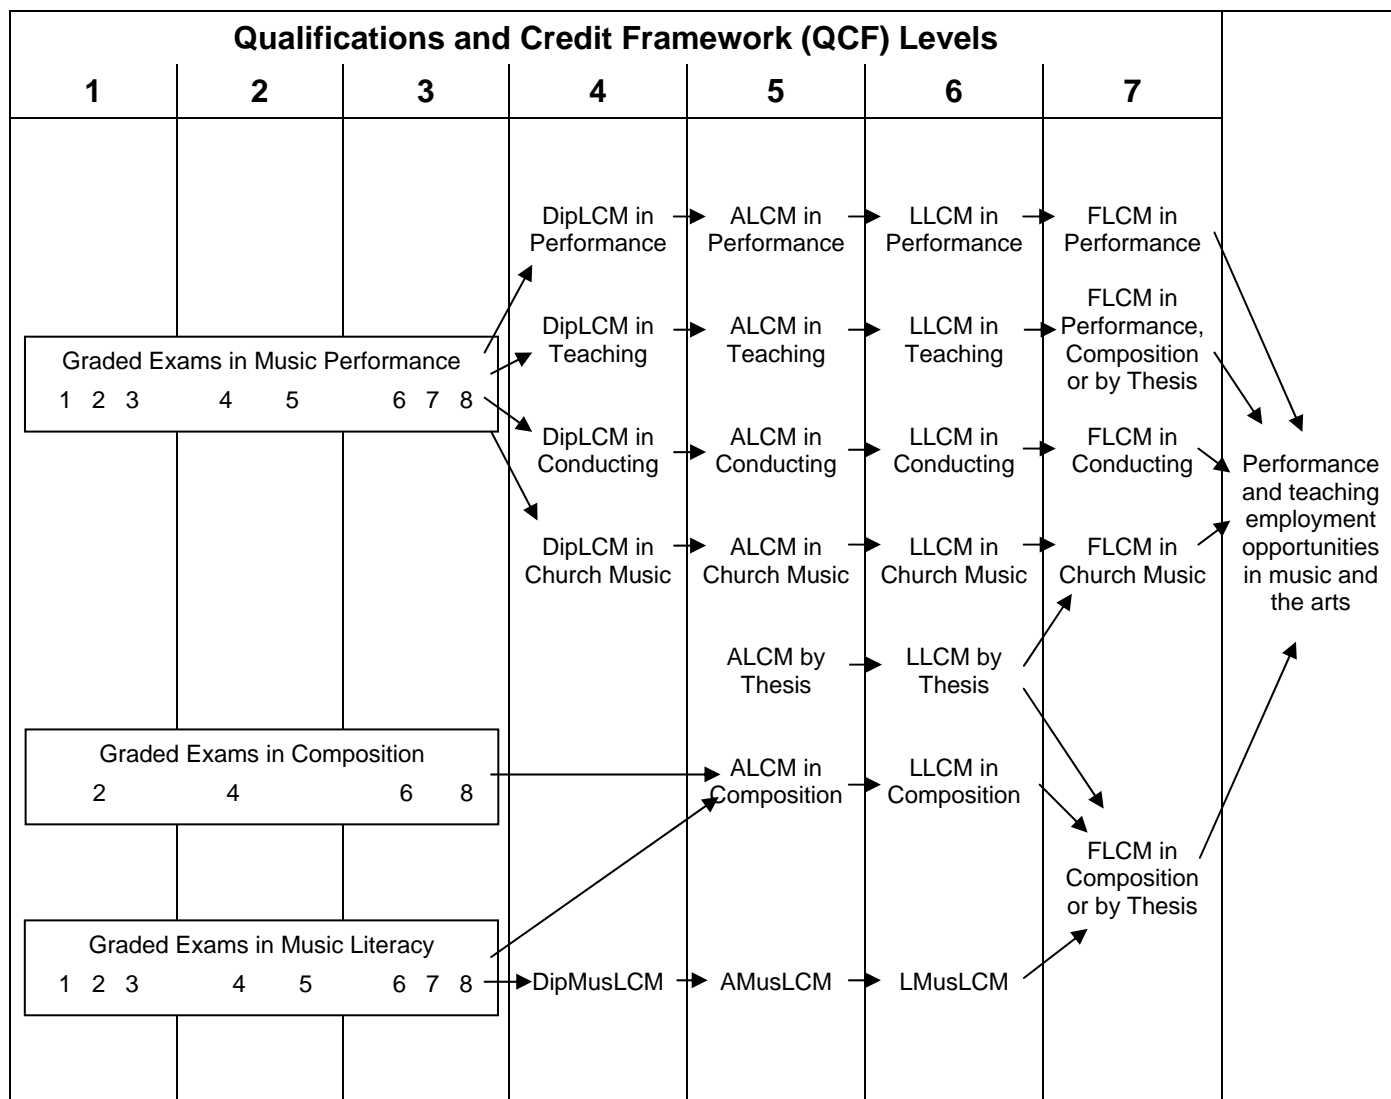 Qualifications and Credit Framework (QCF) Levels
1 2 3 4 5 6 7
DipLCM in
Performance
ALCM in
Performance
LLCM in
Performance
FLCM in
Performance
Graded Exams in Music Performance
1 2 3 4 5 6 7 8
DipLCM in
Teaching
ALCM in
Teaching
LLCM in
Teaching
FLCM in
Performance,
Composition
or by Thesis
DipLCM in
Conducting
ALCM in
Conducting
LLCM in
Conducting
FLCM in
Conducting
Performance
and teaching
employment
opportunities
in music and
the arts
DipLCM in
Church Music
ALCM in
Church Music
LLCM in
Church Music
FLCM in
Church Music
ALCM by
Thesis
LLCM by
Thesis
Graded Exams in Composition
2 4 6 8
ALCM in
Composition
LLCM in
Composition
FLCM in
Composition
or by Thesis
Graded Exams in Music Literacy
1 2 3 4 5 6 7 8
DipMusLCM
AMusLCM
LMusLCM